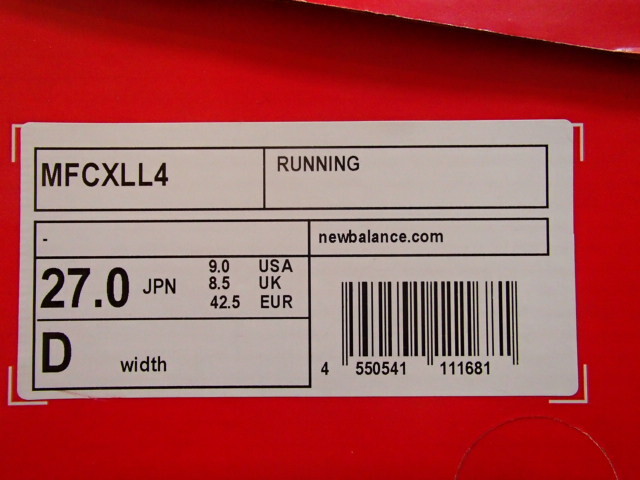 MFCXLL4
RUNNING
-
newbalance.com
27.0 JPN
9.0 USA
8.5 UK
42.5 EUR
D width
4 550541 111681